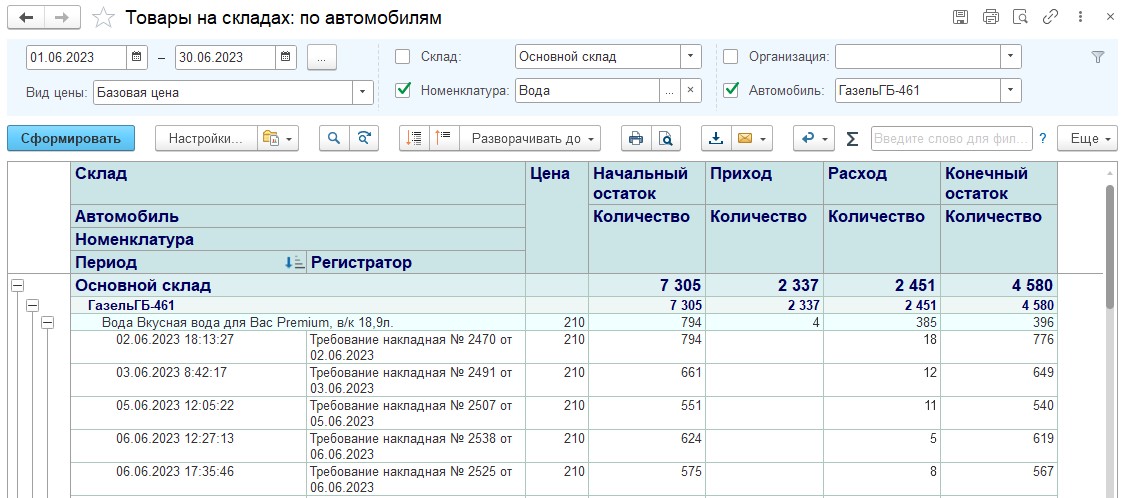 Товары на складах: по автомобилям
01.06.2023 – 30.06.2023 ...
Склад: Основной склад
Организация:
Вид цены: Базовая цена
Номенклатура: Вода ... ×
Автомобиль: ГазельГБ-461
Сформировать Настройки... Разворачивать до Σ Введите слово для фил... ? Еще
Склад Цена Начальный остаток Приход Расход Конечный остаток
Автомобиль Количество Количество Количество Количество
Номенклатура
Период Регистратор
Основной склад 7 305 2 337 2 451 4 580
ГазельГБ-461 7 305 2 337 2 451 4 580
Вода Вкусная вода для Вас Premium, в/к 18,9л. 210 794 4 385 396
02.06.2023 18:13:27 Требование накладная № 2470 от 210 794 18 776
02.06.2023
03.06.2023 8:42:17 Требование накладная № 2491 от 210 661 12 649
03.06.2023
05.06.2023 12:05:22 Требование накладная № 2507 от 210 551 11 540
05.06.2023
06.06.2023 12:27:13 Требование накладная № 2538 от 210 624 5 619
06.06.2023
06.06.2023 17:35:46 Требование накладная № 2525 от 210 575 8 567
06.06.2023